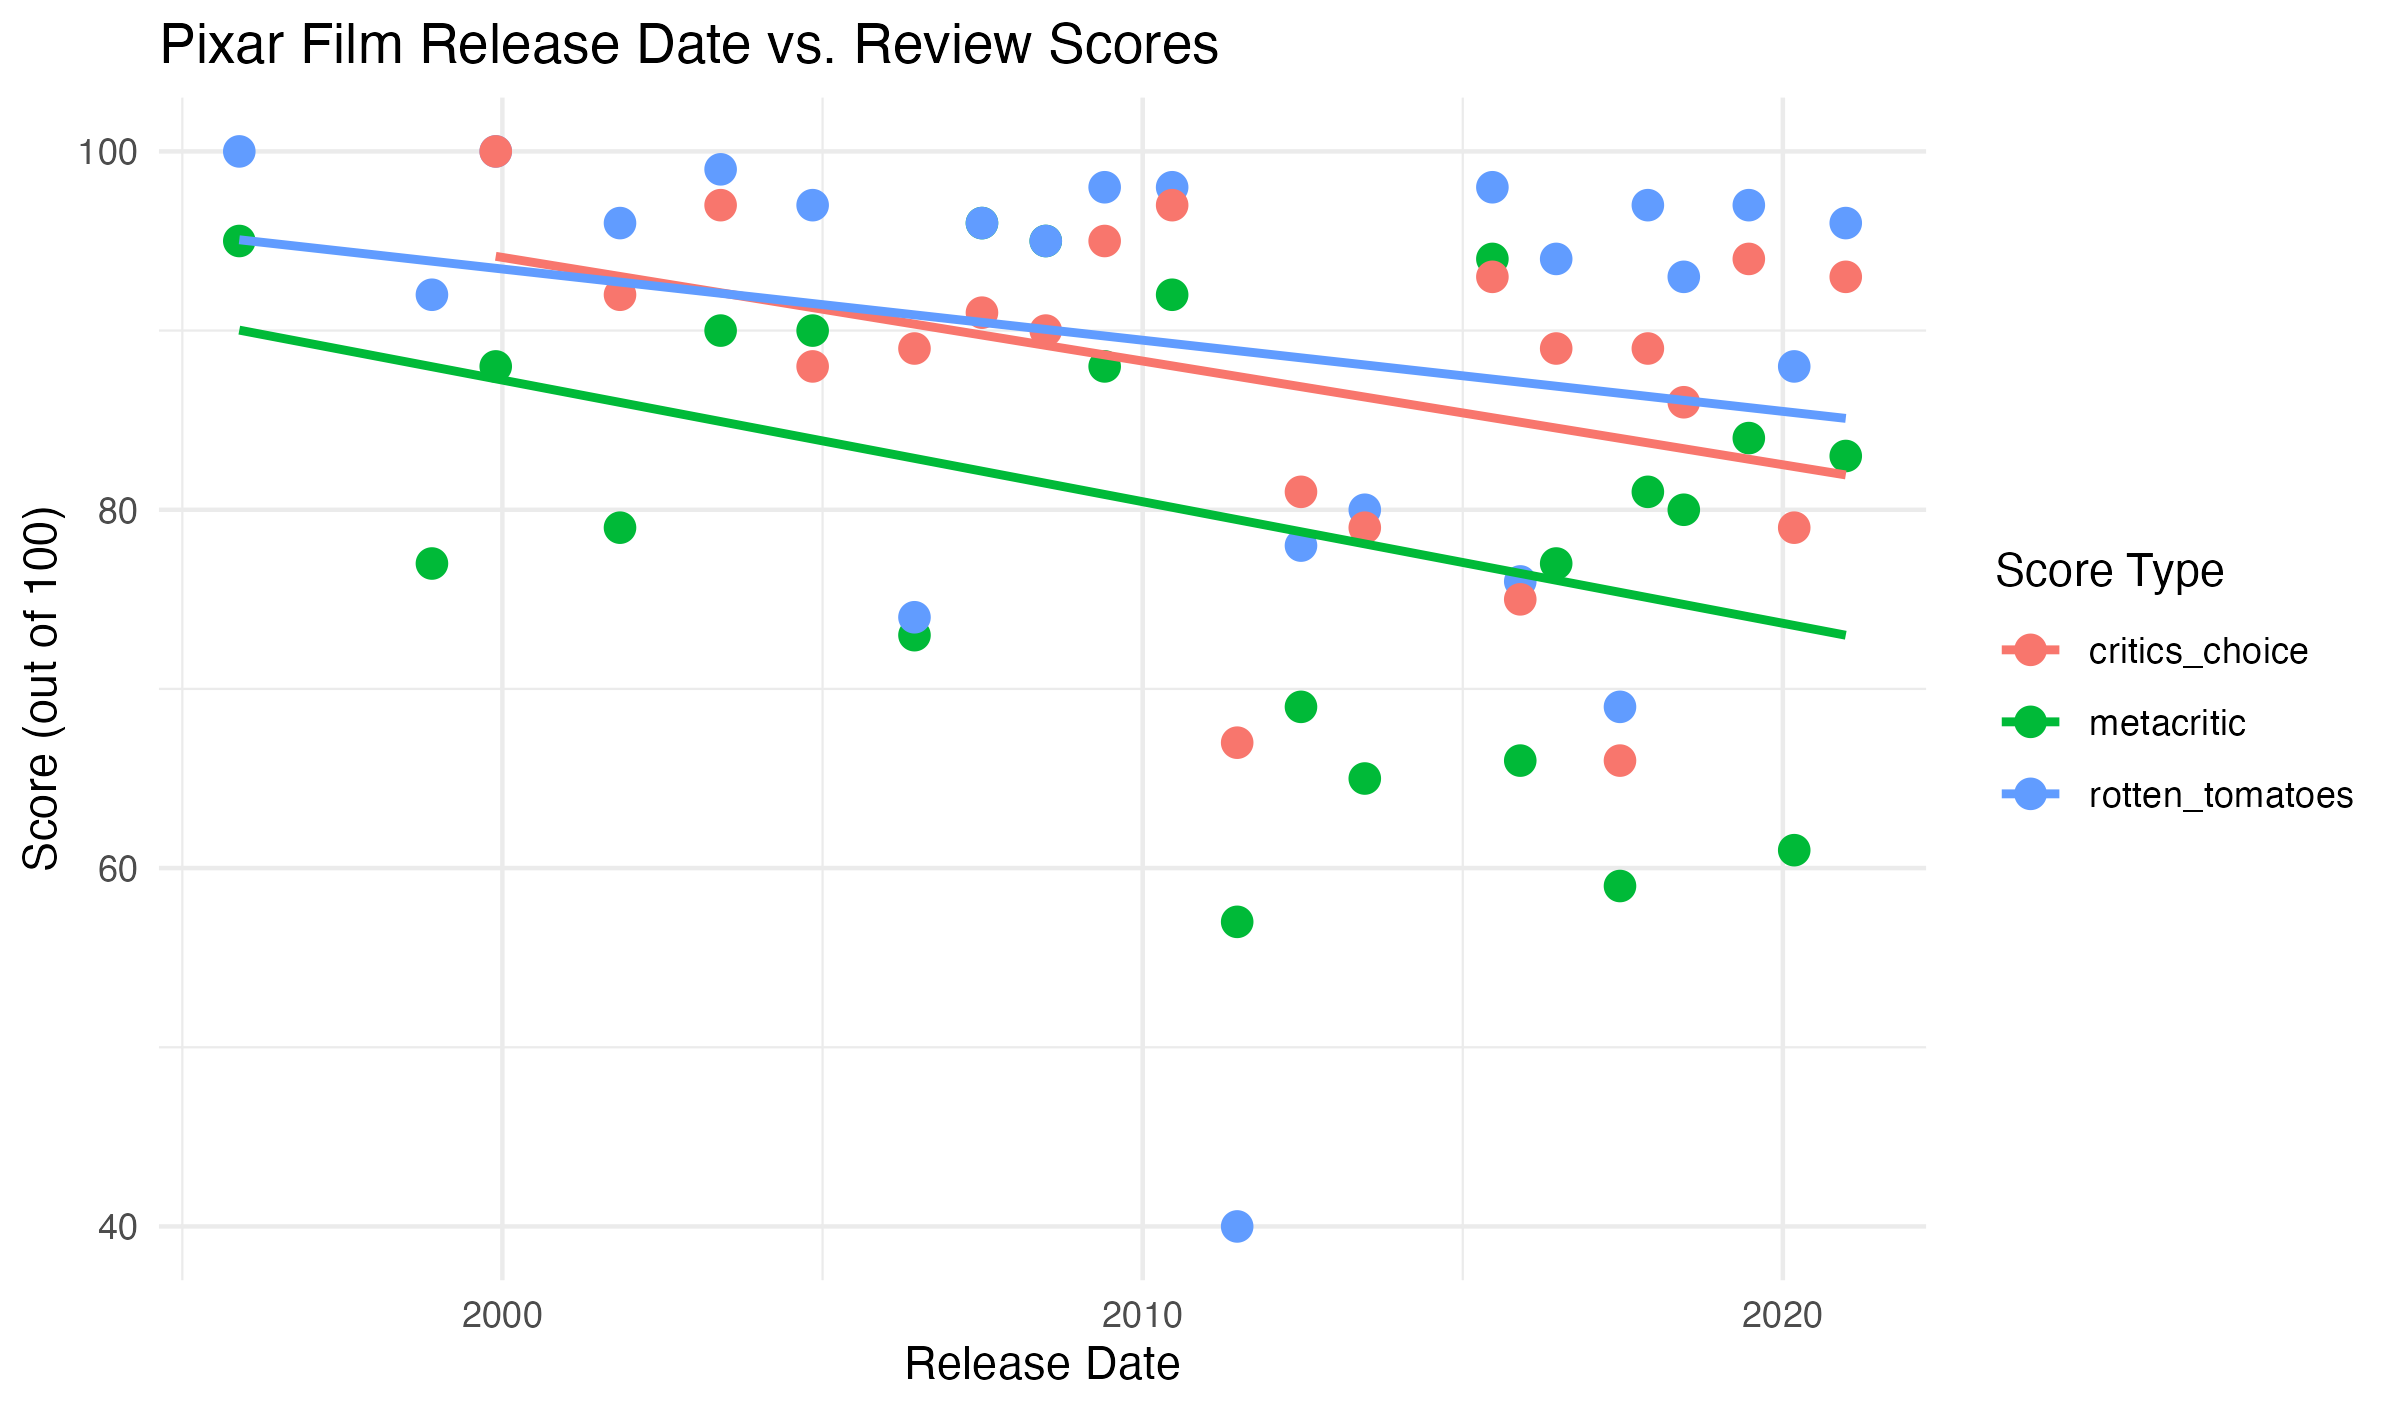 Pixar Film Release Date vs. Review Scores
100
80
60
40
Score (out of 100)
2000
2010
2020
Release Date
Score Type
critics_choice
metacritic
rotten_tomatoes